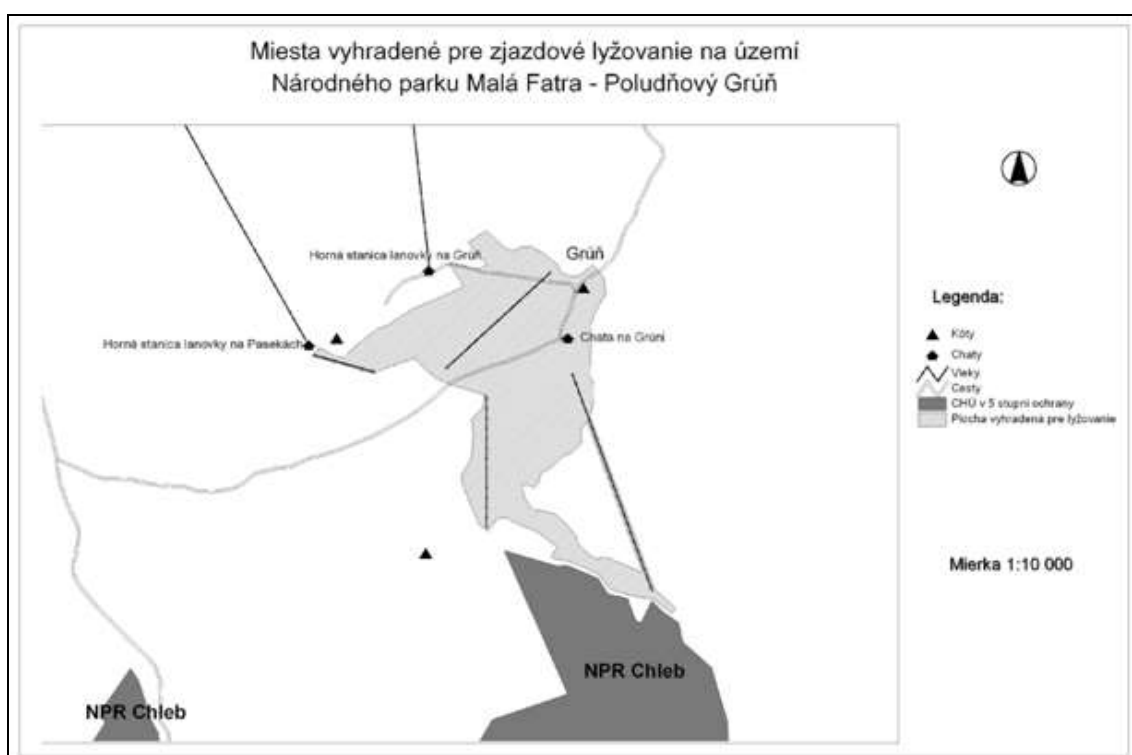 Miesta vyhradené pre zjazdové lyžovanie na území
Národného parku Malá Fatra - Poludňový Grúň
Horná stanica lanovky na Grúň
Grúň
Horná stanica lanovky na Pasekách
Chata na Grúni
Legenda:
Kóty
Chaty
Vleky
Cesty
CHÚ v 5 stupni ochrany
Plocha vyhradená pre lyžovanie
Mierka 1:10 000
NPR Chleb
NPR Chleb